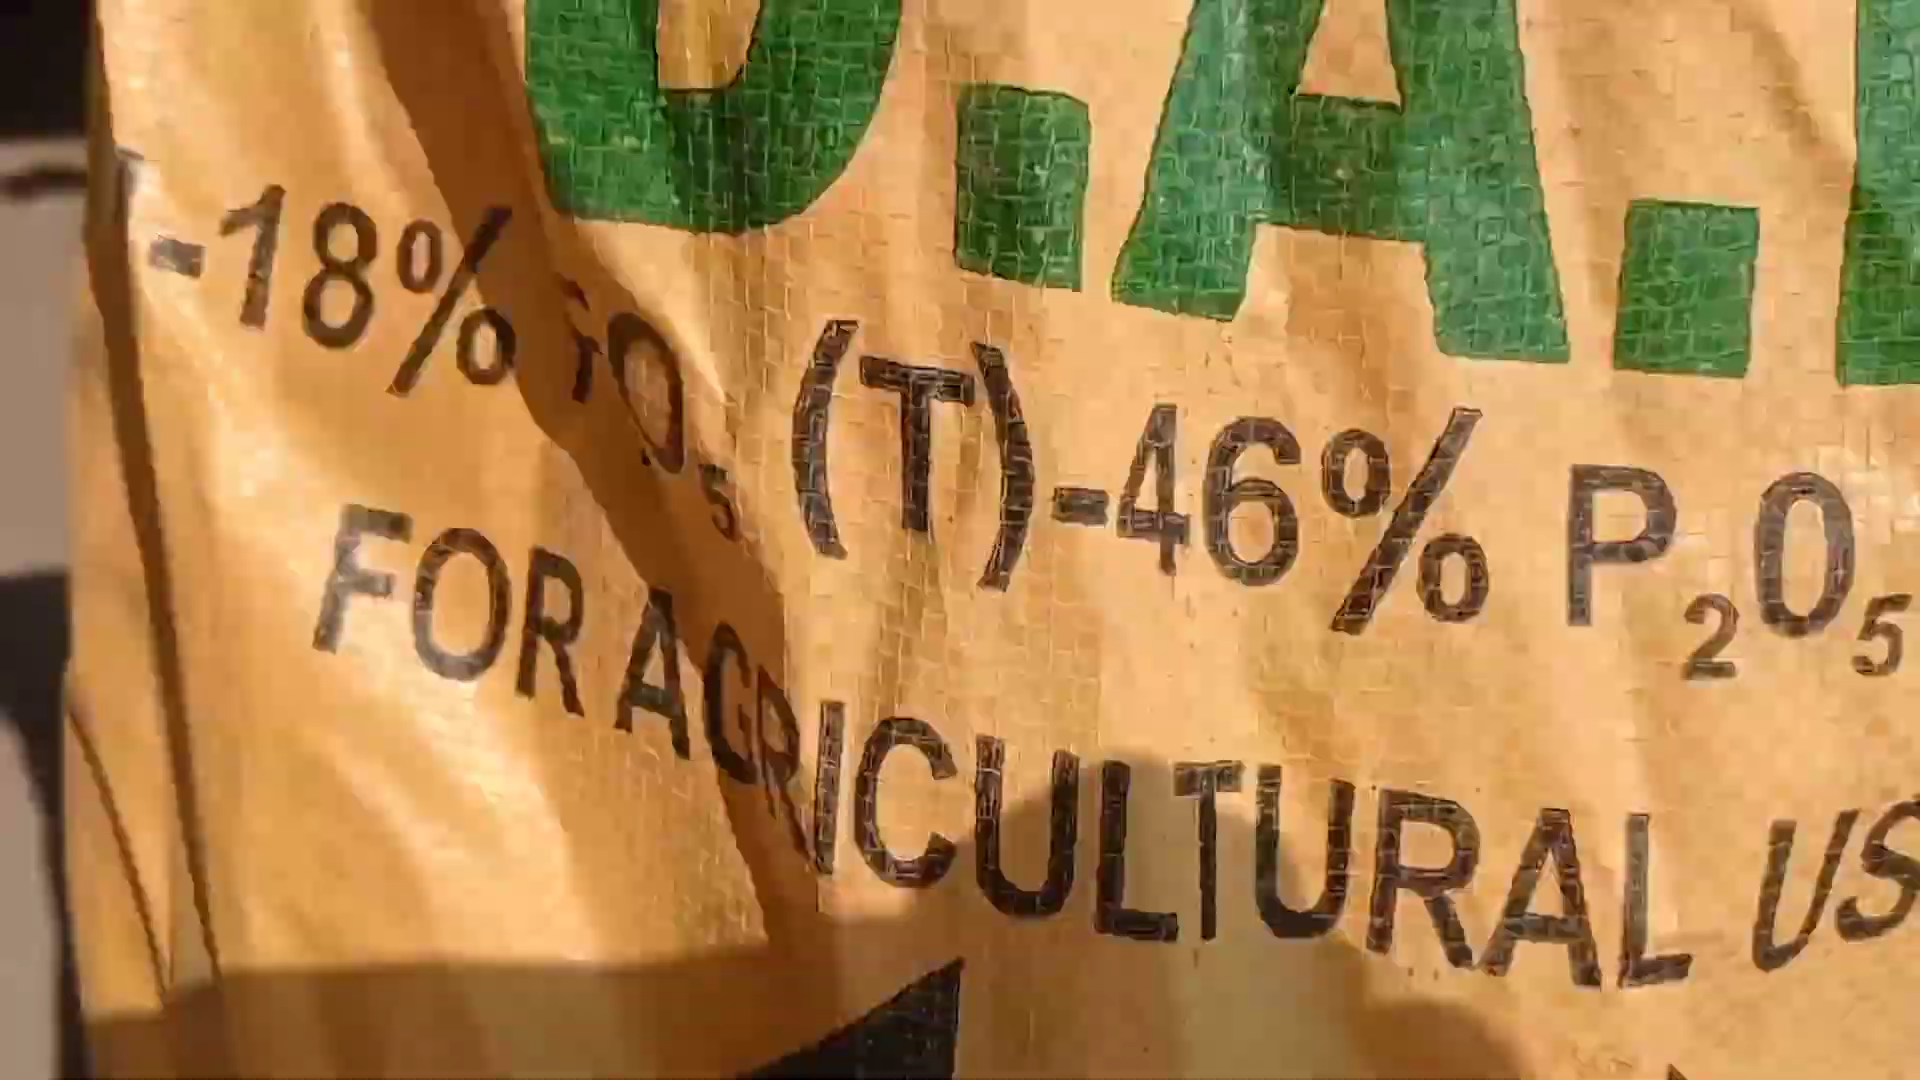 D.A.
-18% P₂O₅ (T)-46% P₂O₅
FOR AGRICULTURAL US